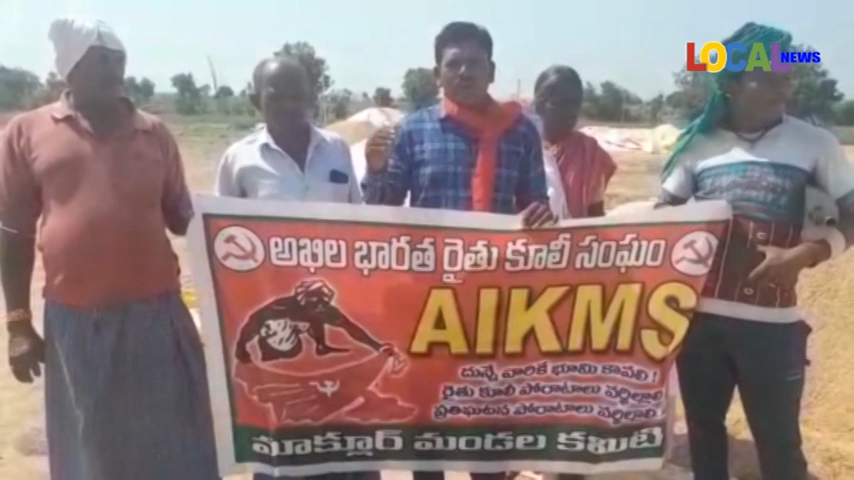 LOCAL NEWS
అఖిల భారత రైతు కూలీ సంఘం
AIKMS
దున్నే వారికే భూమి కావాలి !
రైతు కూలీ పోరాటాలు వర్ధిల్లాలి
ప్రతిఘటన పోరాటాలు వర్ధిల్లాలి !
మాక్లూర్ మండల కమిటి